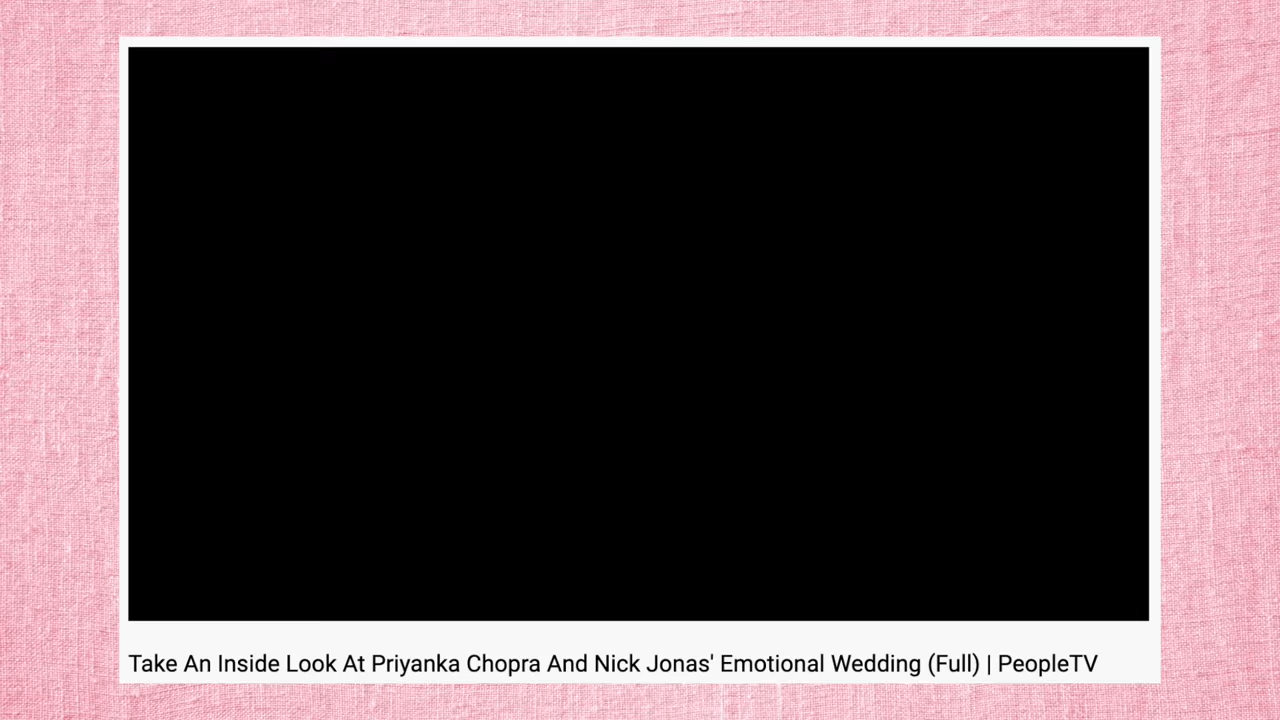 Take An Inside Look At Priyanka Chopra And Nick Jonas' Emotional Wedding (Full) | PeopleTV